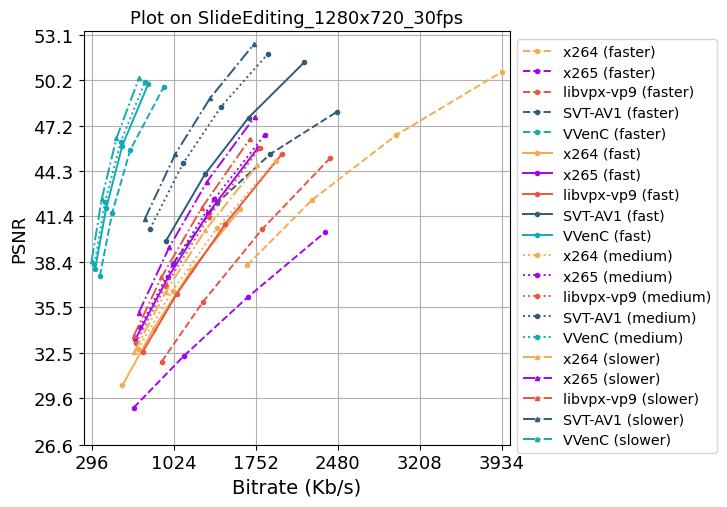 Plot on SlideEditing_1280x720_30fps
53.1
50.2
47.2
44.3
41.4
38.4
35.5
32.5
29.6
26.6
PSNR
296 1024 1752 2480 3208 3934
Bitrate (Kb/s)
x264 (faster)
x265 (faster)
libvpx-vp9 (faster)
SVT-AV1 (faster)
VVenC (faster)
x264 (fast)
x265 (fast)
libvpx-vp9 (fast)
SVT-AV1 (fast)
VVenC (fast)
x264 (medium)
x265 (medium)
libvpx-vp9 (medium)
SVT-AV1 (medium)
VVenC (medium)
x264 (slower)
x265 (slower)
libvpx-vp9 (slower)
SVT-AV1 (slower)
VVenC (slower)